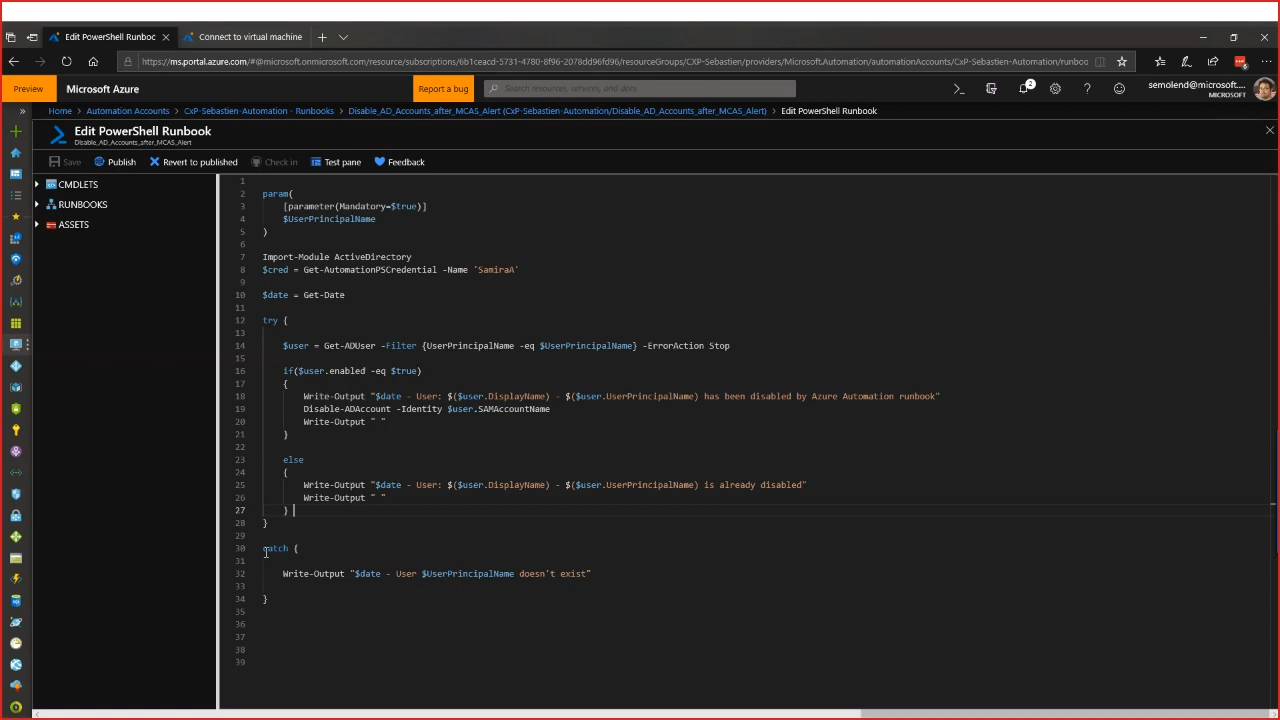 Edit PowerShell Runboc
Connect to virtual machine
https://ms.portal.azure.com/#@microsoft.onmicrosoft.com/resource/subscriptions/6b1ceacd-5731-4780-8f96-2078dd96fd96/resourceGroups/CXP-Sebastien/providers/Microsoft.Automation/automationAccounts/CxP-Sebastien-Automation/runboo
Preview
Microsoft Azure
Report a bug
Search resources, services, and docs
2
semolend@microsoft...
MICROSOFT
Home > Automation Accounts > CxP-Sebastien-Automation - Runbooks > Disable_AD_Accounts_after_MCAS_Alert (CxP-Sebastien-Automation/Disable_AD_Accounts_after_MCAS_Alert) > Edit PowerShell Runbook
Edit PowerShell Runbook
Disable_AD_Accounts_after_MCAS_Alert
Save
Publish
Revert to published
Check in
Test pane
Feedback
CMDLETS
RUNBOOKS
ASSETS
1
2 param(
3 [parameter(Mandatory=$true)]
4 $UserPrincipalName
5 )
6
7 Import-Module ActiveDirectory
8 $cred = Get-AutomationPSCredential -Name 'SamiraA'
9
10 $date = Get-Date
11
12 try {
13
14 $user = Get-ADUser -Filter {UserPrincipalName -eq $UserPrincipalName} -ErrorAction Stop
15
16 if($user.enabled -eq $true)
17 {
18 Write-Output "$date - User: $($user.DisplayName) - $($user.UserPrincipalName) has been disabled by Azure Automation runbook"
19 Disable-ADAccount -Identity $user.SAMAccountName
20 Write-Output " "
21 }
22
23 else
24 {
25 Write-Output "$date - User: $($user.DisplayName) - $($user.UserPrincipalName) is already disabled"
26 Write-Output " "
27 }
28 }
29
30 catch {
31
32 Write-Output "$date - User $UserPrincipalName doesn't exist"
33
34 }
35
36
37
38
39